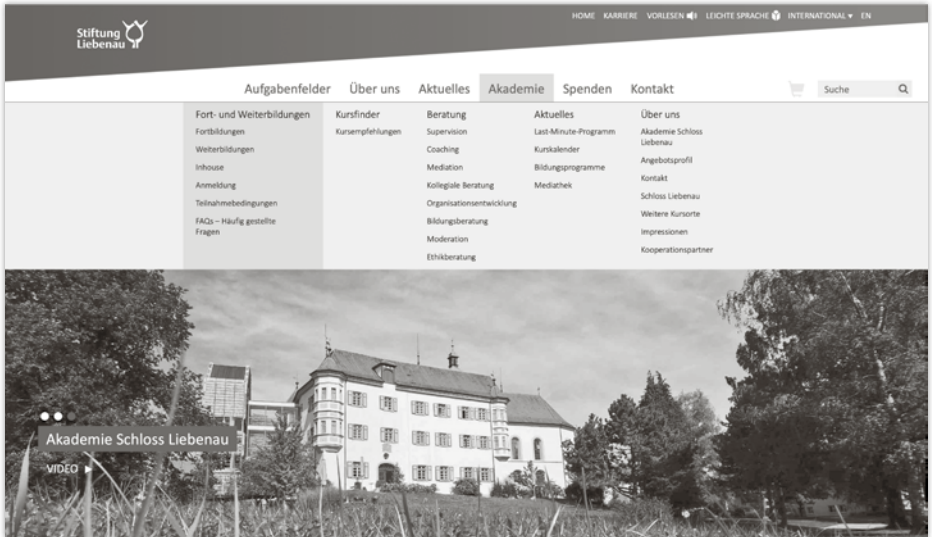 HOME KARRIERE VORLESEN LEICHTE SPRACHE INTERNATIONAL EN
Stiftung
Liebenau
Aufgabenfelder Über uns Aktuelles Akademie Spenden Kontakt Suche
Fort- und Weiterbildungen
Fortbildungen
Weiterbildungen
Inhouse
Anmeldung
Teilnahmebedingungen
FAQs – Häufig gestellte
Fragen
Kursfinder
Kursempfehlungen
Beratung
Supervision
Coaching
Mediation
Kollegiale Beratung
Organisationsentwicklung
Bildungsberatung
Moderation
Ethikberatung
Aktuelles
Last-Minute-Programm
Kurskalender
Bildungsprogramme
Mediathek
Über uns
Akademie Schloss
Liebenau
Angebotsprofil
Kontakt
Schloss Liebenau
Weitere Kursorte
Impressionen
Kooperationspartner
Akademie Schloss Liebenau
VIDEO